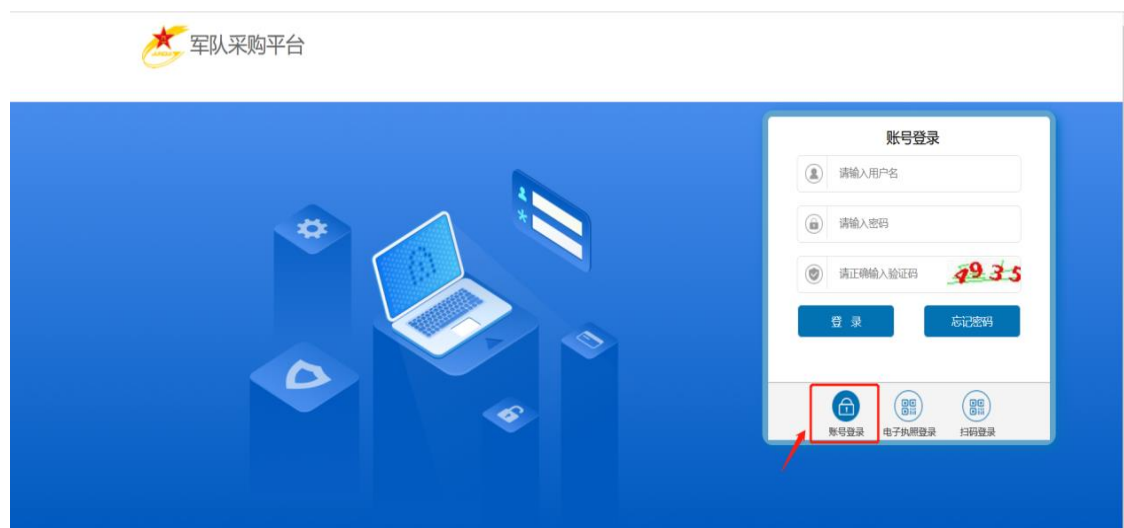 军队采购平台
账号登录
请输入用户名
请输入密码
请正确输入验证码 4935
登 录 忘记密码
账号登录 电子执照登录 扫码登录